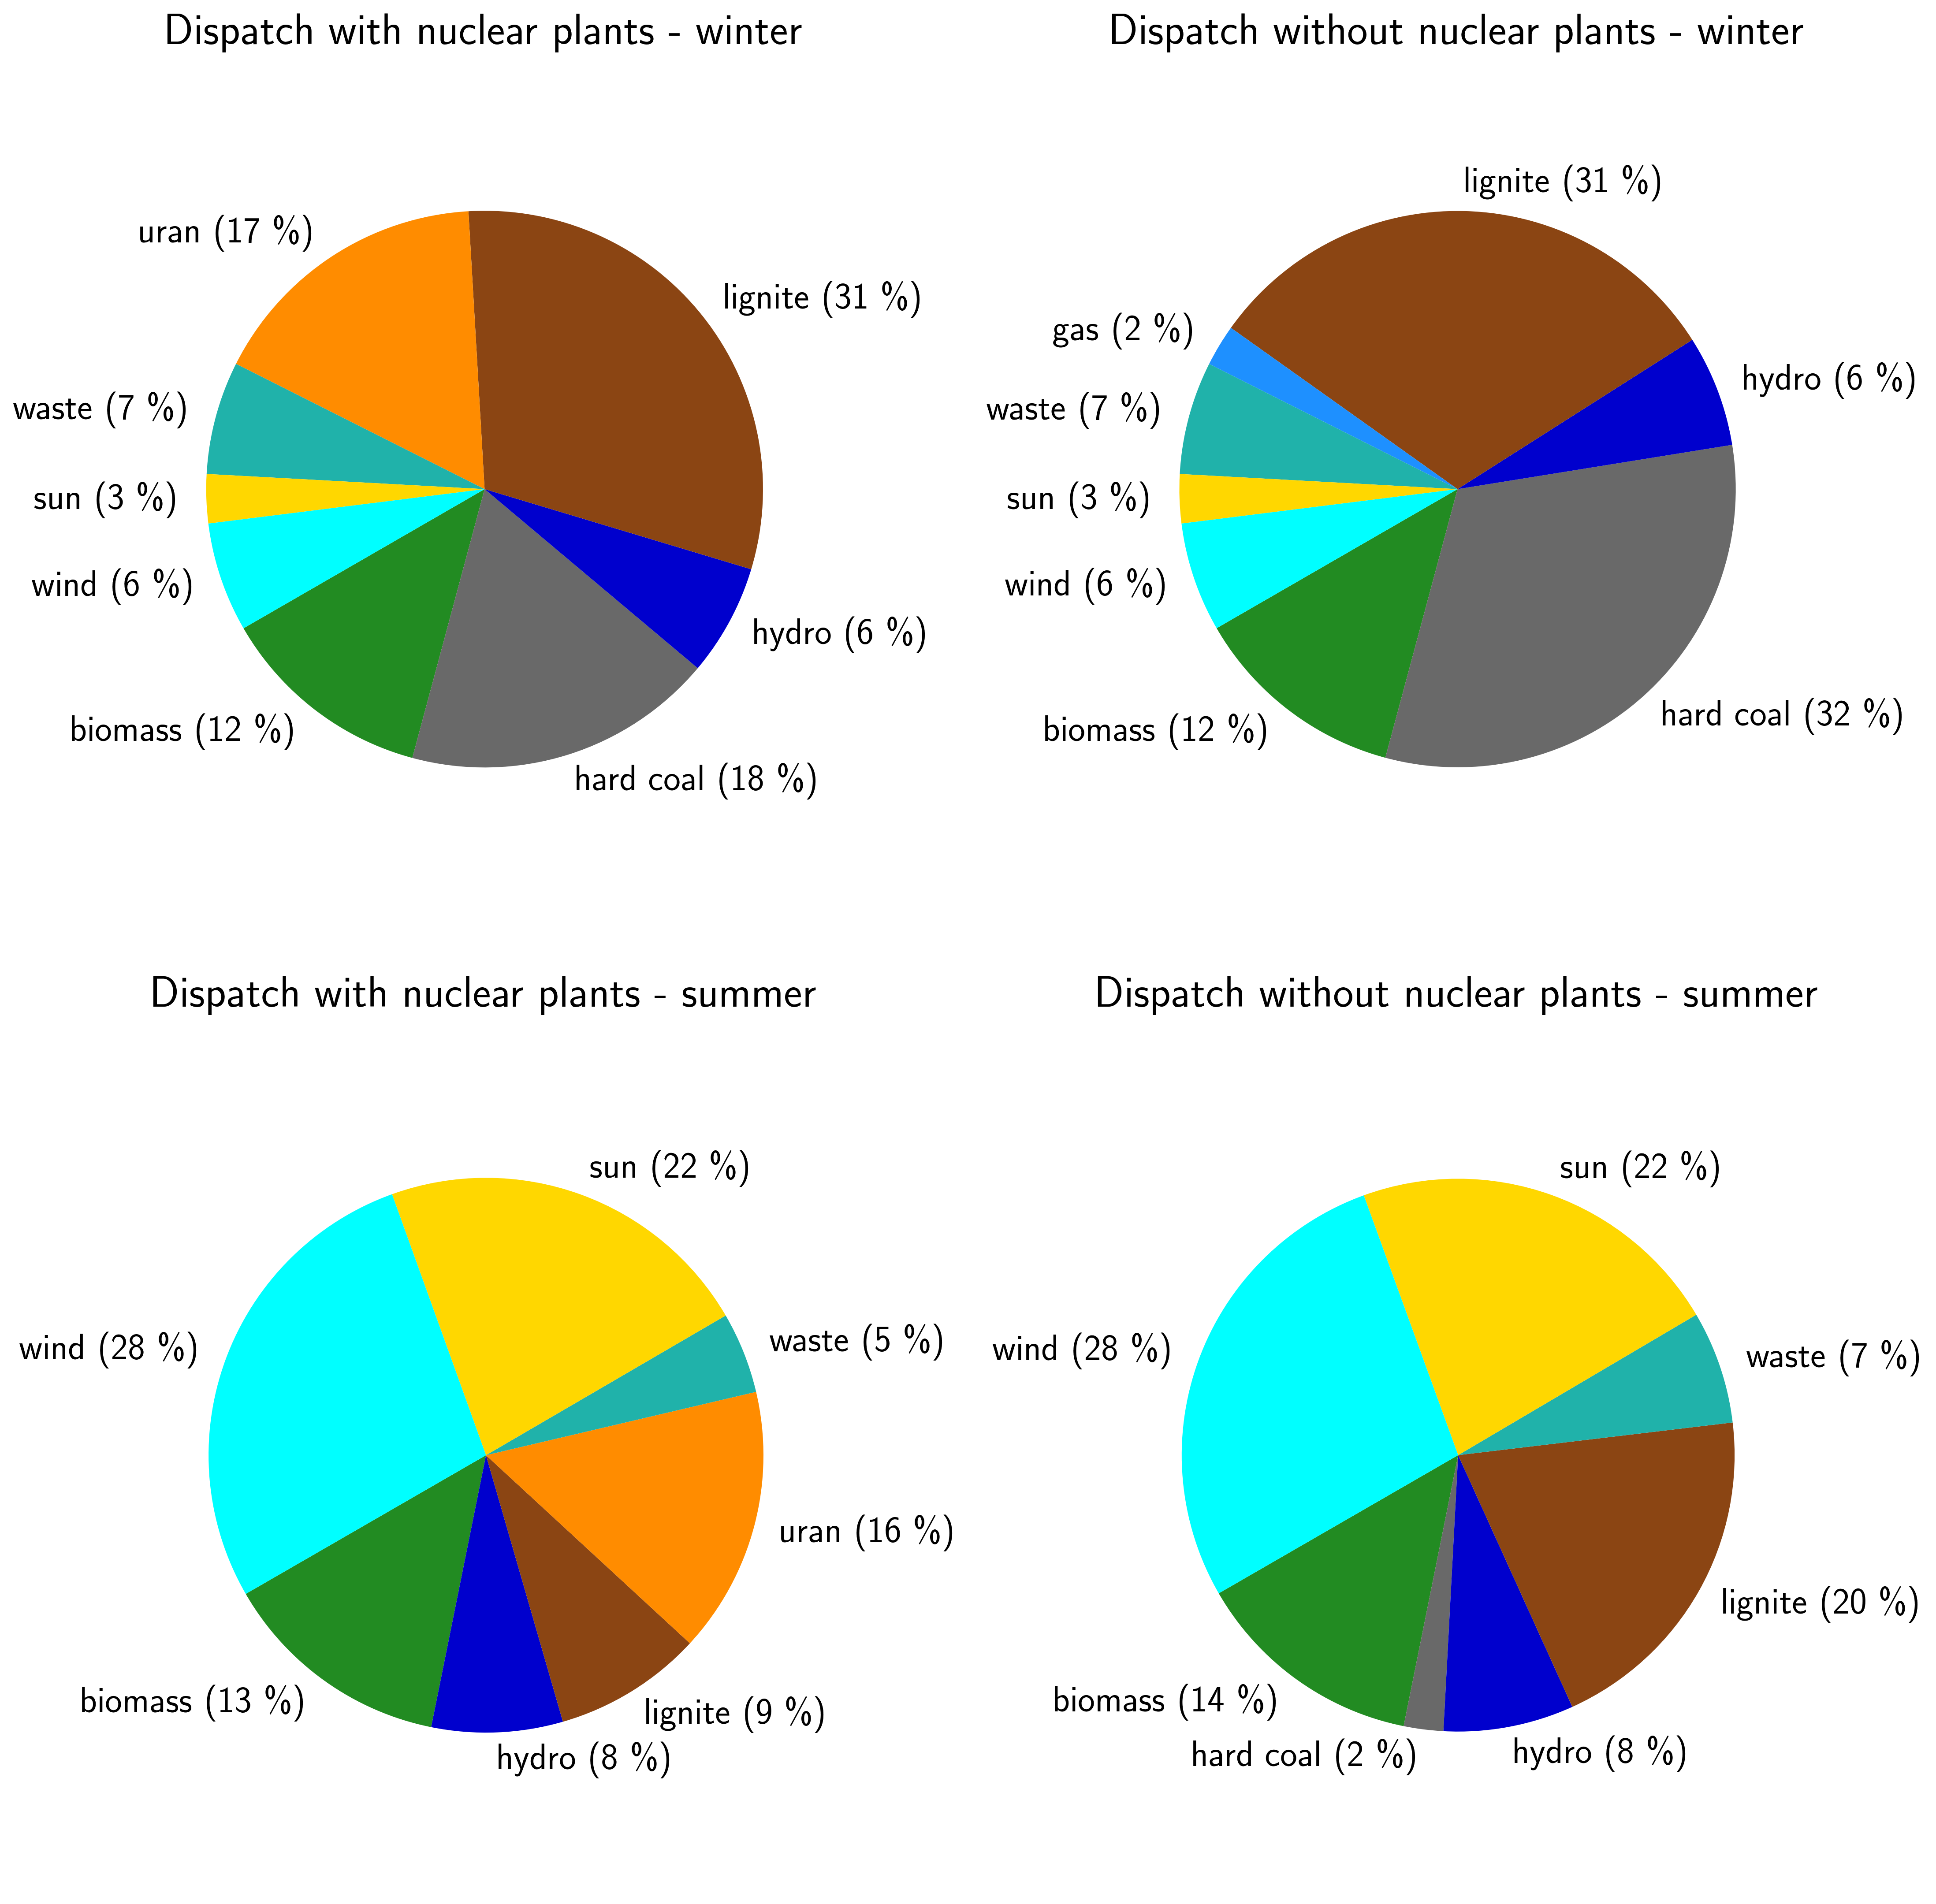 Dispatch with nuclear plants - winter
uran (17 %)
lignite (31 %)
waste (7 %)
sun (3 %)
wind (6 %)
hydro (6 %)
biomass (12 %)
hard coal (18 %)
Dispatch without nuclear plants - winter
lignite (31 %)
gas (2 %)
hydro (6 %)
waste (7 %)
sun (3 %)
wind (6 %)
hard coal (32 %)
biomass (12 %)
Dispatch with nuclear plants - summer
sun (22 %)
waste (5 %)
wind (28 %)
uran (16 %)
biomass (13 %)
lignite (9 %)
hydro (8 %)
Dispatch without nuclear plants - summer
sun (22 %)
wind (28 %)
waste (7 %)
lignite (20 %)
biomass (14 %)
hard coal (2 %)
hydro (8 %)